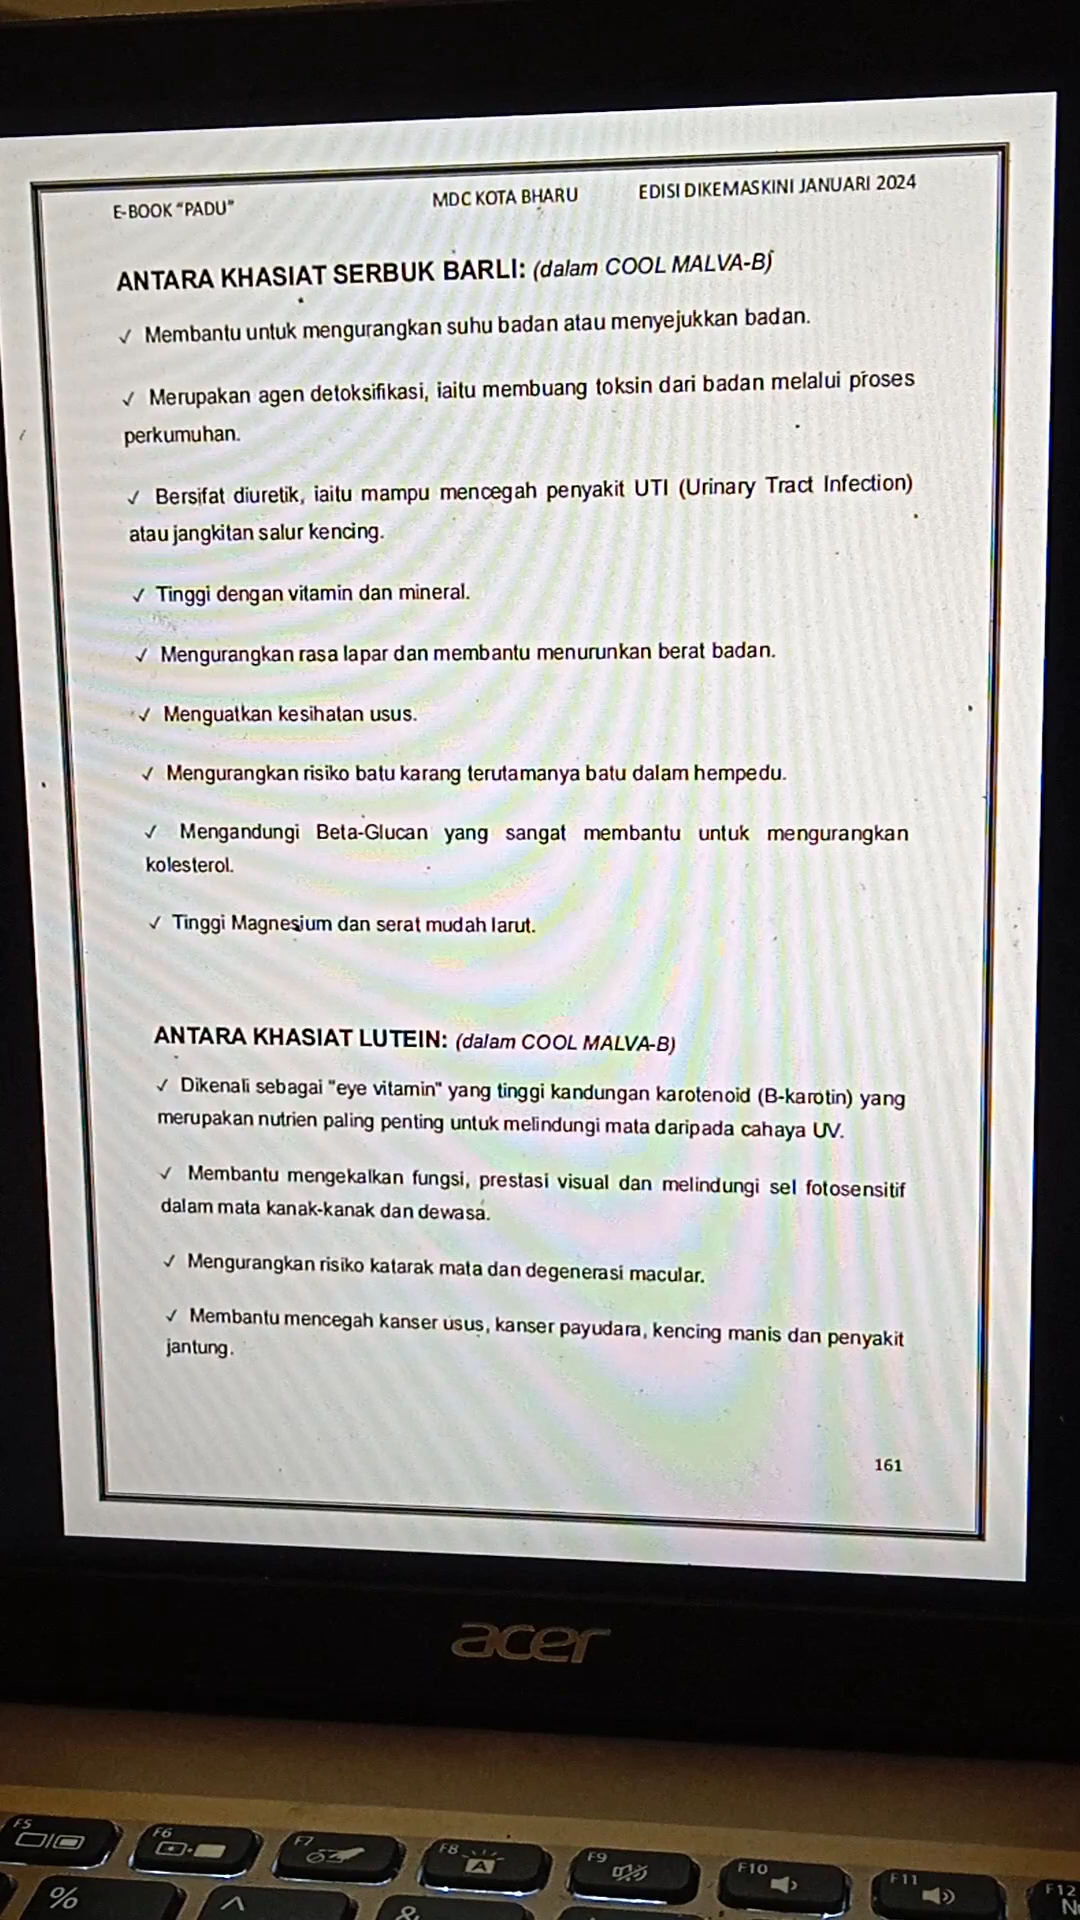 E-BOOK "PADU" MDC KOTA BHARU EDISI DIKEMASKINI JANUARI 2024
ANTARA KHASIAT SERBUK BARLI: (dalam COOL MALVA-B)
✓ Membantu untuk mengurangkan suhu badan atau menyejukkan badan.
✓ Merupakan agen detoksifikasi, iaitu membuang toksin dari badan melalui proses
perkumuhan.
✓ Bersifat diuretik, iaitu mampu mencegah penyakit UTI (Urinary Tract Infection)
atau jangkitan salur kencing.
✓ Tinggi dengan vitamin dan mineral.
✓ Mengurangkan rasa lapar dan membantu menurunkan berat badan.
✓ Menguatkan kesihatan usus.
✓ Mengurangkan risiko batu karang terutamanya batu dalam hempedu.
✓ Mengandungi Beta-Glucan yang sangat membantu untuk mengurangkan
kolesterol.
✓ Tinggi Magnesium dan serat mudah larut.
ANTARA KHASIAT LUTEIN: (dalam COOL MALVA-B)
✓ Dikenali sebagai "eye vitamin" yang tinggi kandungan karotenoid (B-karotin) yang
merupakan nutrien paling penting untuk melindungi mata daripada cahaya UV.
✓ Membantu mengekalkan fungsi, prestasi visual dan melindungi sel fotosensitif
dalam mata kanak-kanak dan dewasa.
✓ Mengurangkan risiko katarak mata dan degenerasi macular.
✓ Membantu mencegah kanser usus, kanser payudara, kencing manis dan penyakit
jantung.
161
acer
F5 F6 F7 F8 F9 F10 F11 F12
A
% ^ & N